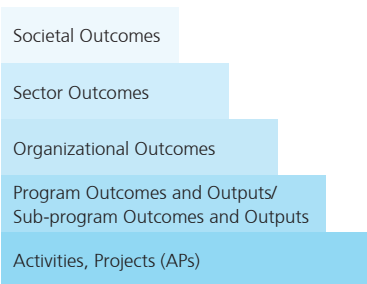 Societal Outcomes
Sector Outcomes
Organizational Outcomes
Program Outcomes and Outputs/
Sub-program Outcomes and Outputs
Activities, Projects (APs)